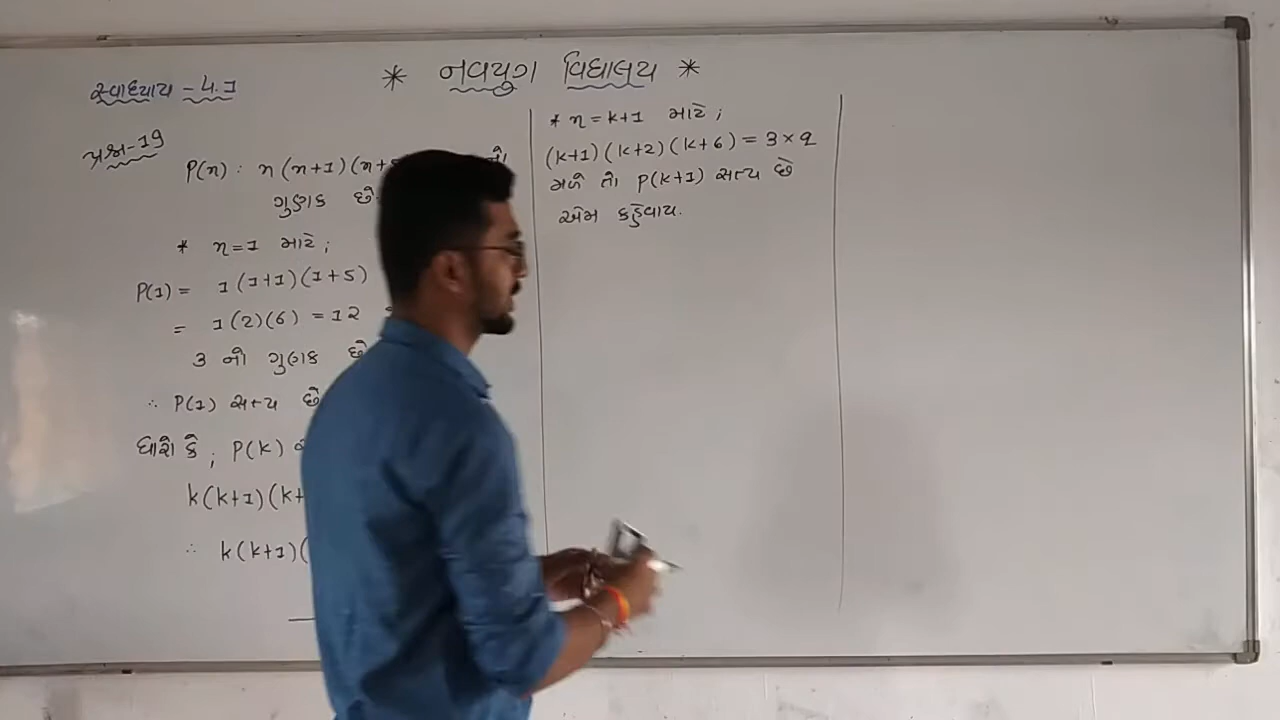 * નવયુગ વિદ્યાલય *
સ્વાધ્યાય - 4.1
પ્રશ્ન-19
P(n) : n(n+1)(n+5
ગુણક છે.
* n=1 માટે ;
P(1) = 1(1+1)(1+5)
= 1(2)(6) = 12
3 નો ગુણક છે
∴ P(1) સત્ય છે
ધારો કે ; P(k)
k(k+1)(k+
∴ k(k+1)(
* n = k+1 માટે ;
(k+1)(k+2)(k+6) = 3×q
મળે તો P(k+1) સત્ય છે
એમ કહેવાય.